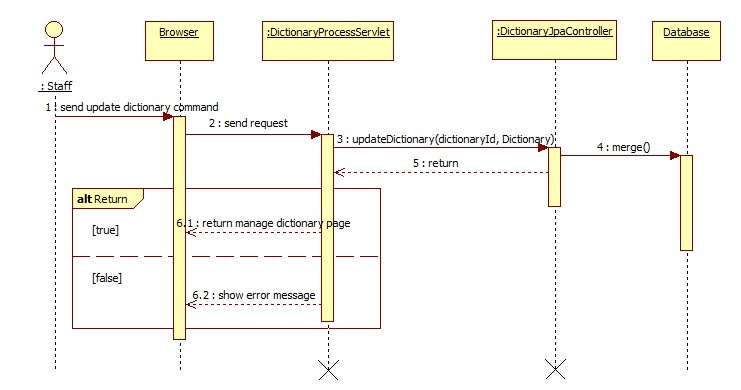 Browser
:DictionaryProcessServlet
:DictionaryJpaController
Database
: Staff
1 : send update dictionary command
2 : send request
3 : updateDictionary(dictionaryId, Dictionary)
4 : merge()
5 : return
alt Return
6.1 : return manage dictionary page
[true]
[false]
6.2 : show error message